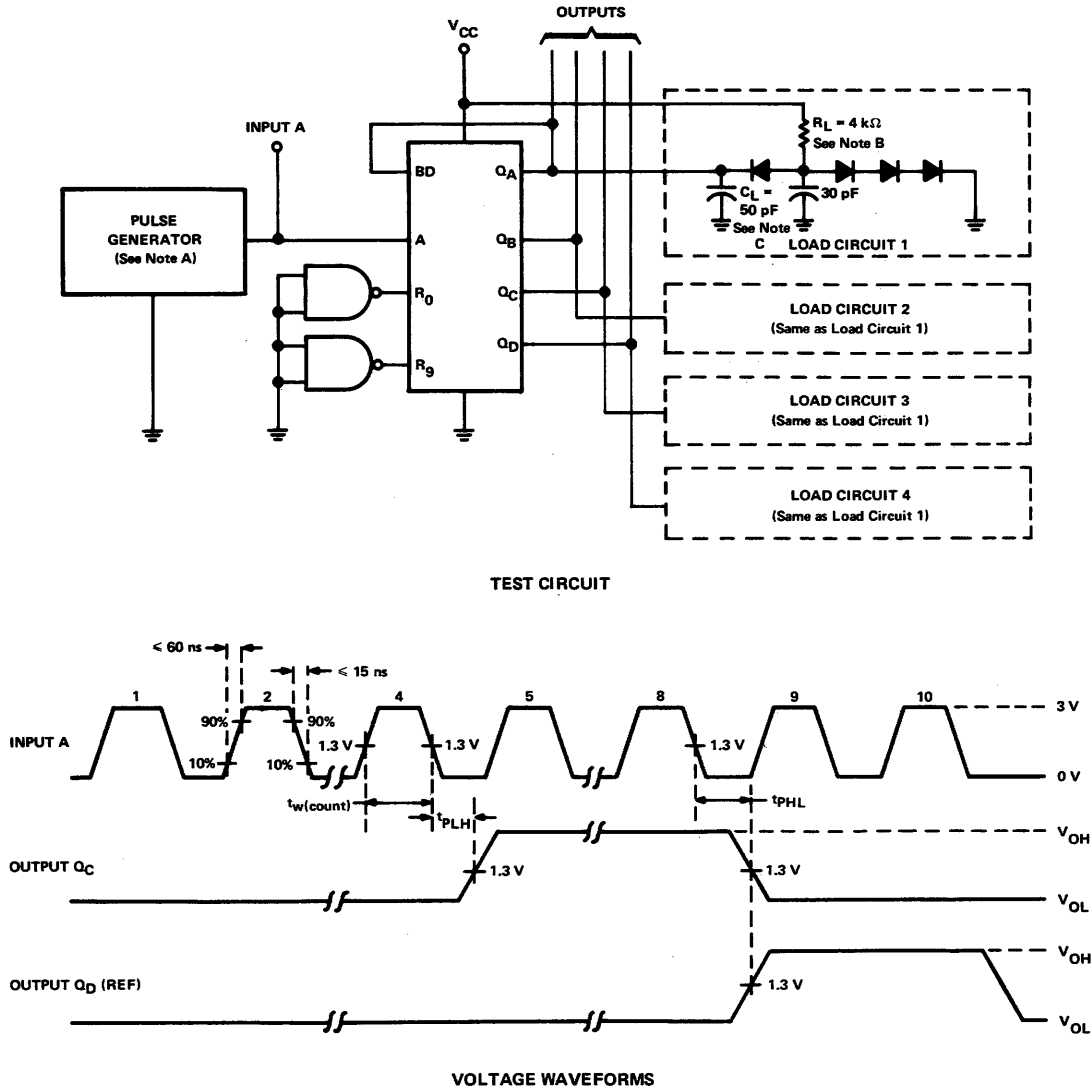 OUTPUTS
VCC
INPUT A
RL = 4 kΩ
See Note B
BD
QA
CL =
50 pF
See Note
C
30 pF
LOAD CIRCUIT 1
PULSE
GENERATOR
(See Note A)
A
QB
R0
QC
LOAD CIRCUIT 2
(Same as Load Circuit 1)
QD
R9
LOAD CIRCUIT 3
(Same as Load Circuit 1)
LOAD CIRCUIT 4
(Same as Load Circuit 1)
TEST CIRCUIT
≤ 60 ns
≤ 15 ns
1 2 4 5 8 9 10
3 V
90% 90%
INPUT A
1.3 V 1.3 V 1.3 V
10% 10%
0 V
tw(count)
tPLH
tPHL
VOH
OUTPUT QC
1.3 V 1.3 V
VOL
VOH
OUTPUT QD (REF)
1.3 V
VOL
VOLTAGE WAVEFORMS